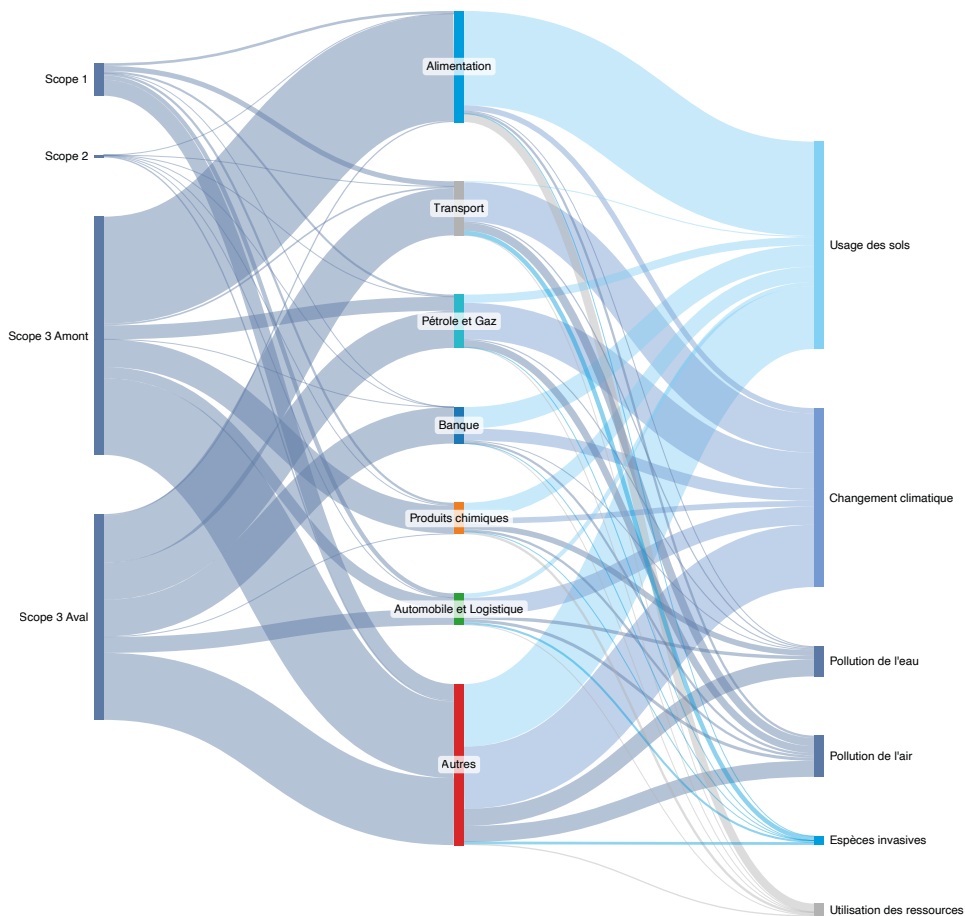 Scope 1
Scope 2
Scope 3 Amont
Scope 3 Aval
Alimentation
Transport
Pétrole et Gaz
Banque
Produits chimiques
Automobile et Logistique
Autres
Usage des sols
Changement climatique
Pollution de l'eau
Pollution de l'air
Espèces invasives
Utilisation des ressources